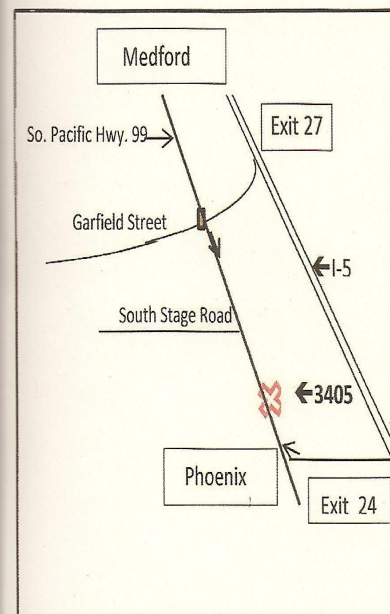 Medford
So. Pacific Hwy. 99
Exit 27
Garfield Street
I-5
South Stage Road
3405
Phoenix
Exit 24